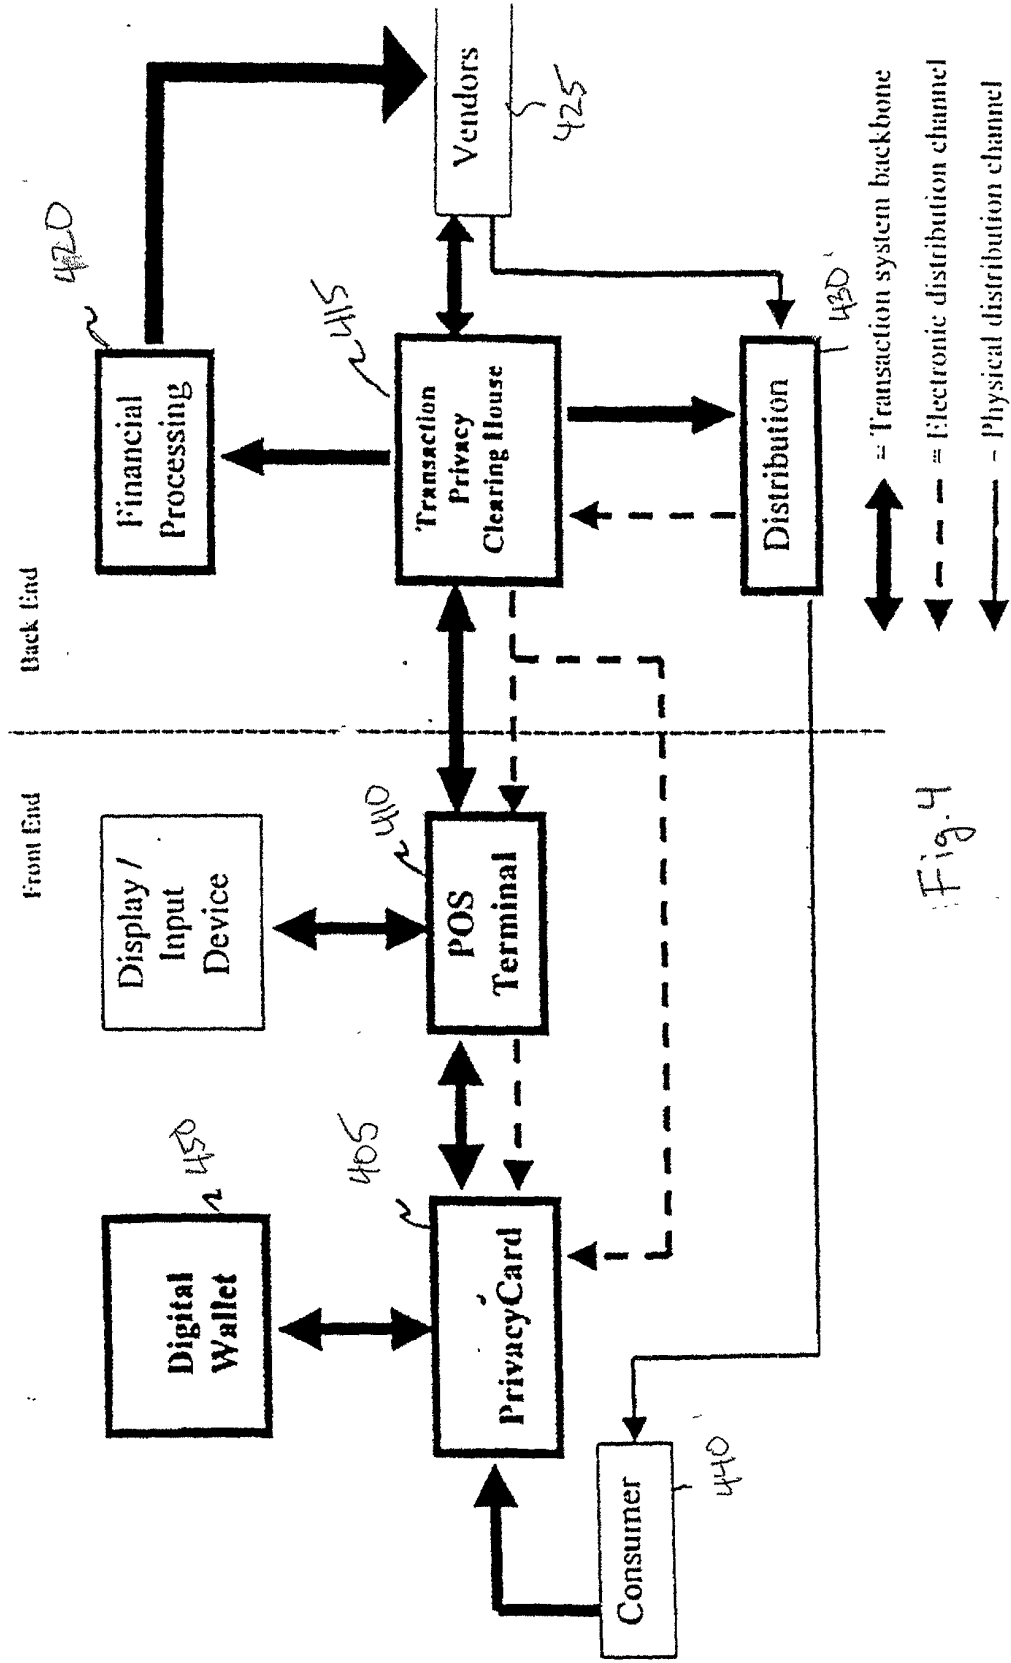 Front End
Back End
Digital
Wallet
450
Display /
Input
Device
Financial
Processing
420
PrivacyCard
405
POS
Terminal
410
Transaction
Privacy
Clearing House
415
Vendors
425
Consumer
440
Distribution
430
= Transaction system backbone
= Electronic distribution channel
– Physical distribution channel
Fig. 4